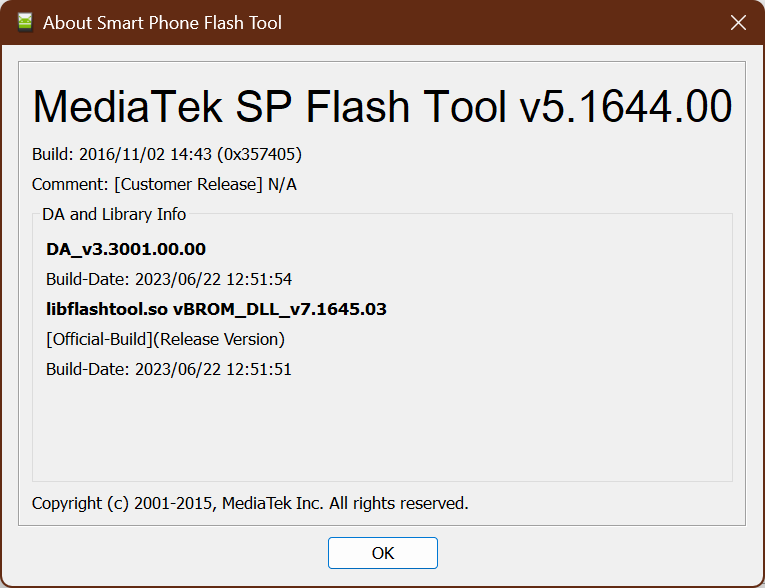 About Smart Phone Flash Tool
MediaTek SP Flash Tool v5.1644.00
Build: 2016/11/02 14:43 (0x357405)
Comment: [Customer Release] N/A
DA and Library Info
DA_v3.3001.00.00
Build-Date: 2023/06/22 12:51:54
libflashtool.so vBROM_DLL_v7.1645.03
[Official-Build](Release Version)
Build-Date: 2023/06/22 12:51:51
Copyright (c) 2001-2015, MediaTek Inc. All rights reserved.
OK